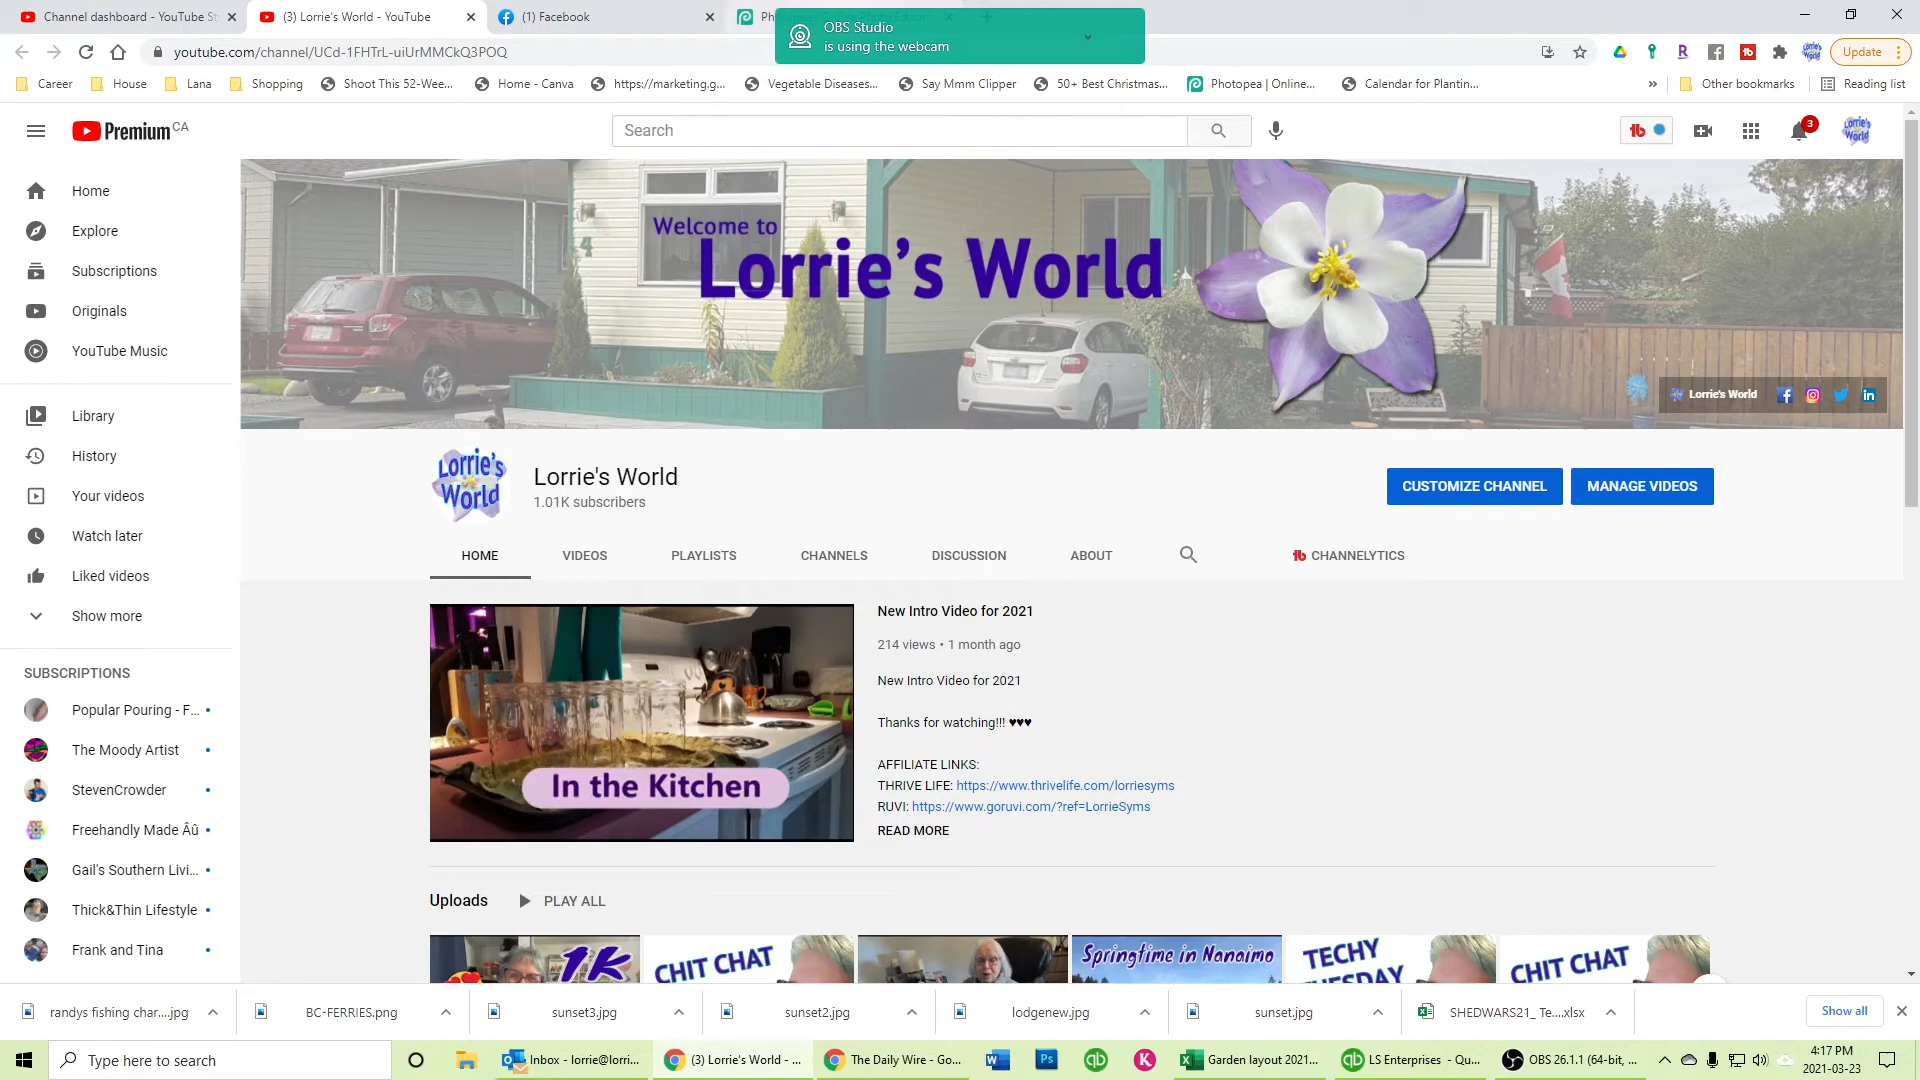 Channel dashboard - YouTube St
(3) Lorrie's World - YouTube
(1) Facebook
OBS Studio
is using the webcam
youtube.com/channel/UCd-1FHTrL-uiUrMMCkQ3POQ
Update
Career
House
Lana
Shopping
Shoot This 52-Wee...
Home - Canva
https://marketing.g...
Vegetable Diseases...
Say Mmm Clipper
50+ Best Christmas...
Photopea | Online...
Calendar for Plantin...
»
Other bookmarks
Reading list
Premium CA
Search
3
Home
Explore
Subscriptions
Originals
YouTube Music
Library
History
Your videos
Watch later
Liked videos
Show more
SUBSCRIPTIONS
Popular Pouring - F...
The Moody Artist
StevenCrowder
Freehandly Made Âû
Gail's Southern Livi...
Thick&Thin Lifestyle
Frank and Tina
4
Welcome to
Lorrie's World
Lorrie's World
Lorrie's World
Lorrie's World
1.01K subscribers
CUSTOMIZE CHANNEL
MANAGE VIDEOS
HOME
VIDEOS
PLAYLISTS
CHANNELS
DISCUSSION
ABOUT
CHANNELYTICS
In the Kitchen
New Intro Video for 2021
214 views • 1 month ago
New Intro Video for 2021
Thanks for watching!!! ♥♥♥
AFFILIATE LINKS:
THRIVE LIFE: https://www.thrivelife.com/lorriesyms
RUVI: https://www.goruvi.com/?ref=LorrieSyms
READ MORE
Uploads
PLAY ALL
1K
CHIT CHAT
Springtime in Nanaimo
TECHY
TUESDAY
CHIT CHAT
randys fishing char....jpg
BC-FERRIES.png
sunset3.jpg
sunset2.jpg
lodgenew.jpg
sunset.jpg
SHEDWARS21_ Te....xlsx
Show all
Type here to search
Inbox - lorrie@lorri...
(3) Lorrie's World - ...
The Daily Wire - Go...
Garden layout 2021...
LS Enterprises - Qu...
OBS 26.1.1 (64-bit, ...
4:17 PM
2021-03-23